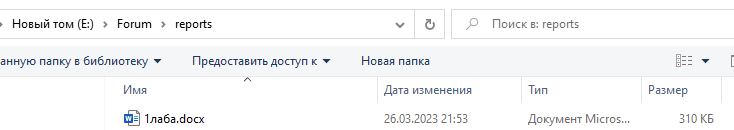 Новый том (E:) > Forum > reports
Поиск в: reports
анную папку в библиотеку
Предоставить доступ к
Новая папка
Имя Дата изменения Тип Размер
1лаба.docx 26.03.2023 21:53 Документ Micros... 310 КБ